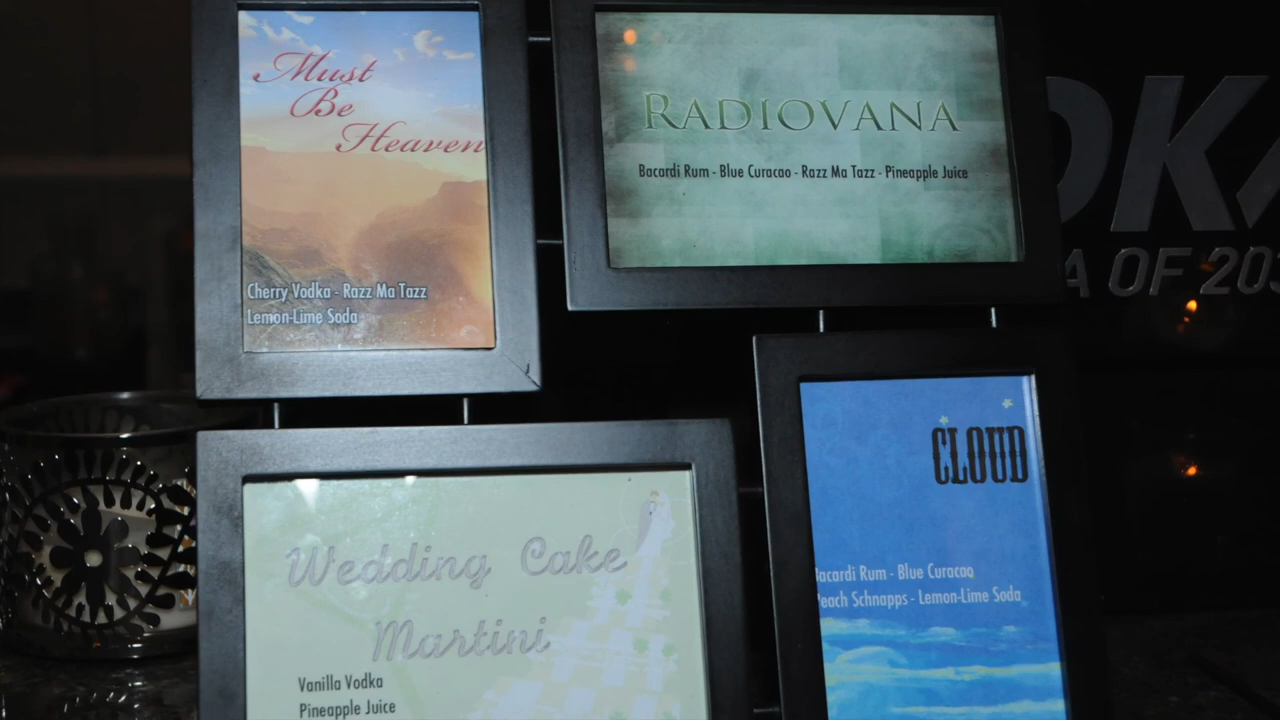 Must
Be
Heaven
Cherry Vodka - Razz Ma Tazz
Lemon-Lime Soda
RADIOVANA
Bacardi Rum - Blue Curacao - Razz Ma Tazz - Pineapple Juice
Wedding Cake
Martini
Vanilla Vodka
Pineapple Juice
CLOUD
Bacardi Rum - Blue Curacao
Peach Schnapps - Lemon-Lime Soda
OF